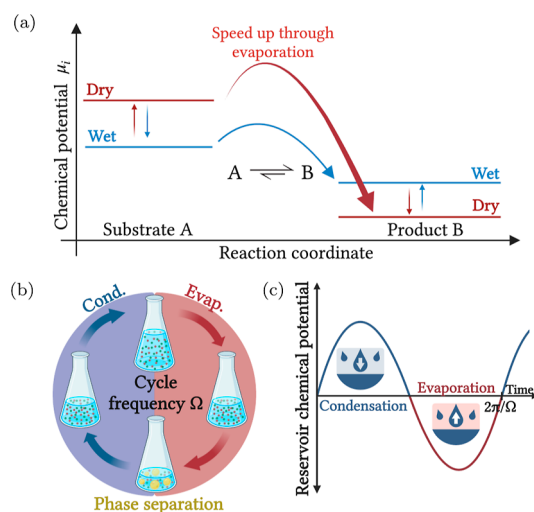 (a)
Speed up through
evaporation
Chemical potential μi
Dry
Wet
A ⇌ B
Wet
Dry
Substrate A
Product B
Reaction coordinate
(b)
Cond.
Evap.
Cycle
frequency Ω
Phase separation
(c)
Reservoir chemical potential
Evaporation
Time
Condensation
2π/Ω